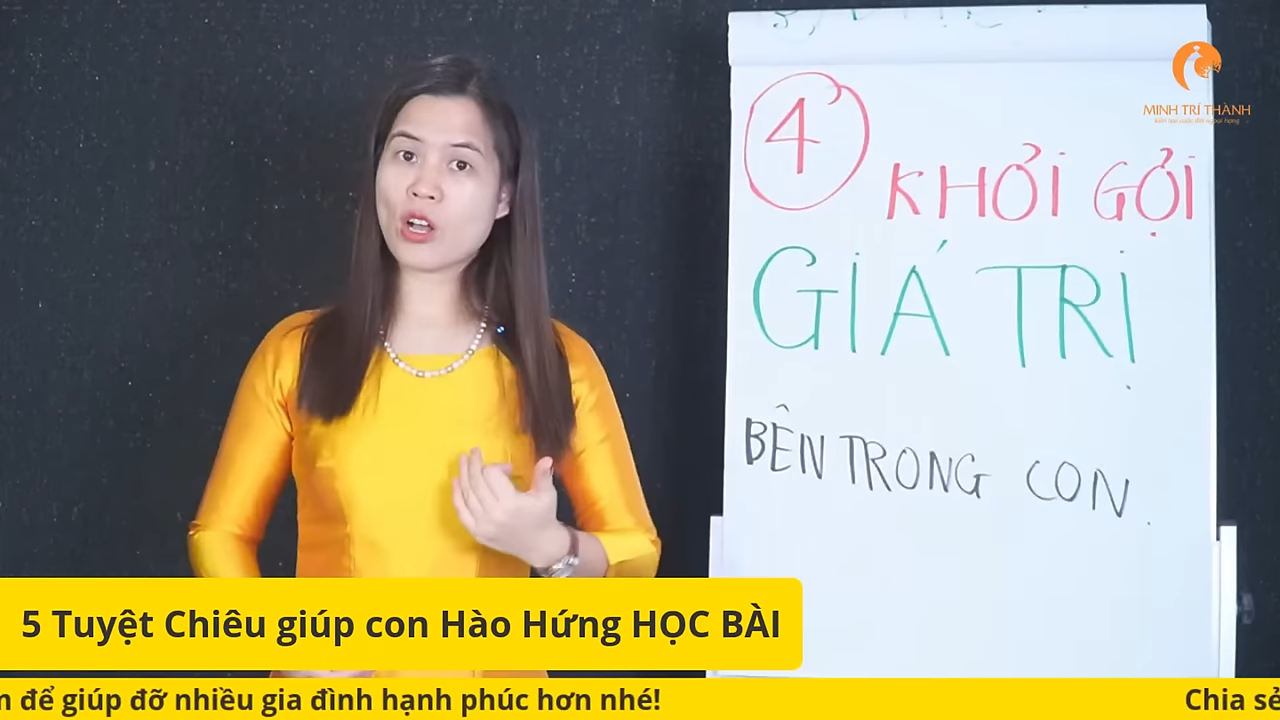 MINH TRÍ THÀNH
4
KHỞI GỢI
GIÁ TRỊ
BÊN TRONG CON.
5 Tuyệt Chiêu giúp con Hào Hứng HỌC BÀI
để giúp đỡ nhiều gia đình hạnh phúc hơn nhé!
Chia sẻ